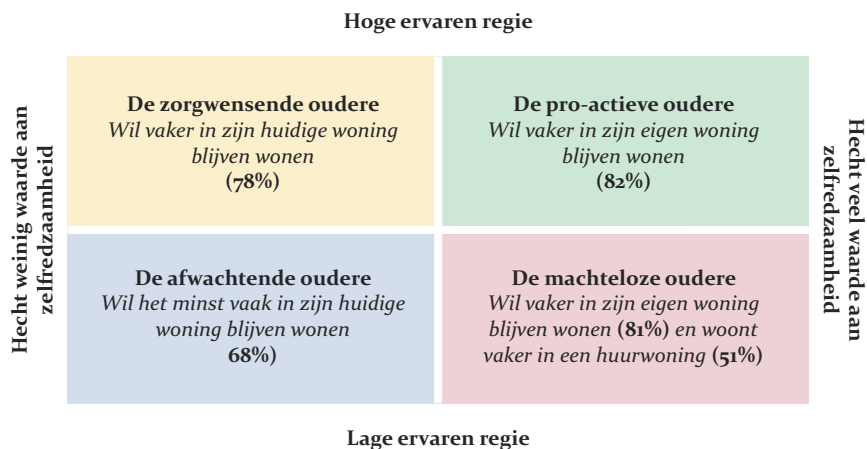 Hoge ervaren regie
Hecht weinig waarde aan
zelfredzaamheid
De zorgwensende oudere
Wil vaker in zijn huidige woning
blijven wonen
(78%)
De pro-actieve oudere
Wil vaker in zijn eigen woning
blijven wonen
(82%)
Hecht veel waarde aan
zelfredzaamheid
De afwachtende oudere
Wil het minst vaak in zijn huidige
woning blijven wonen
68%)
De machteloze oudere
Wil vaker in zijn eigen woning
blijven wonen (81%) en woont
vaker in een huurwoning (51%)
Lage ervaren regie